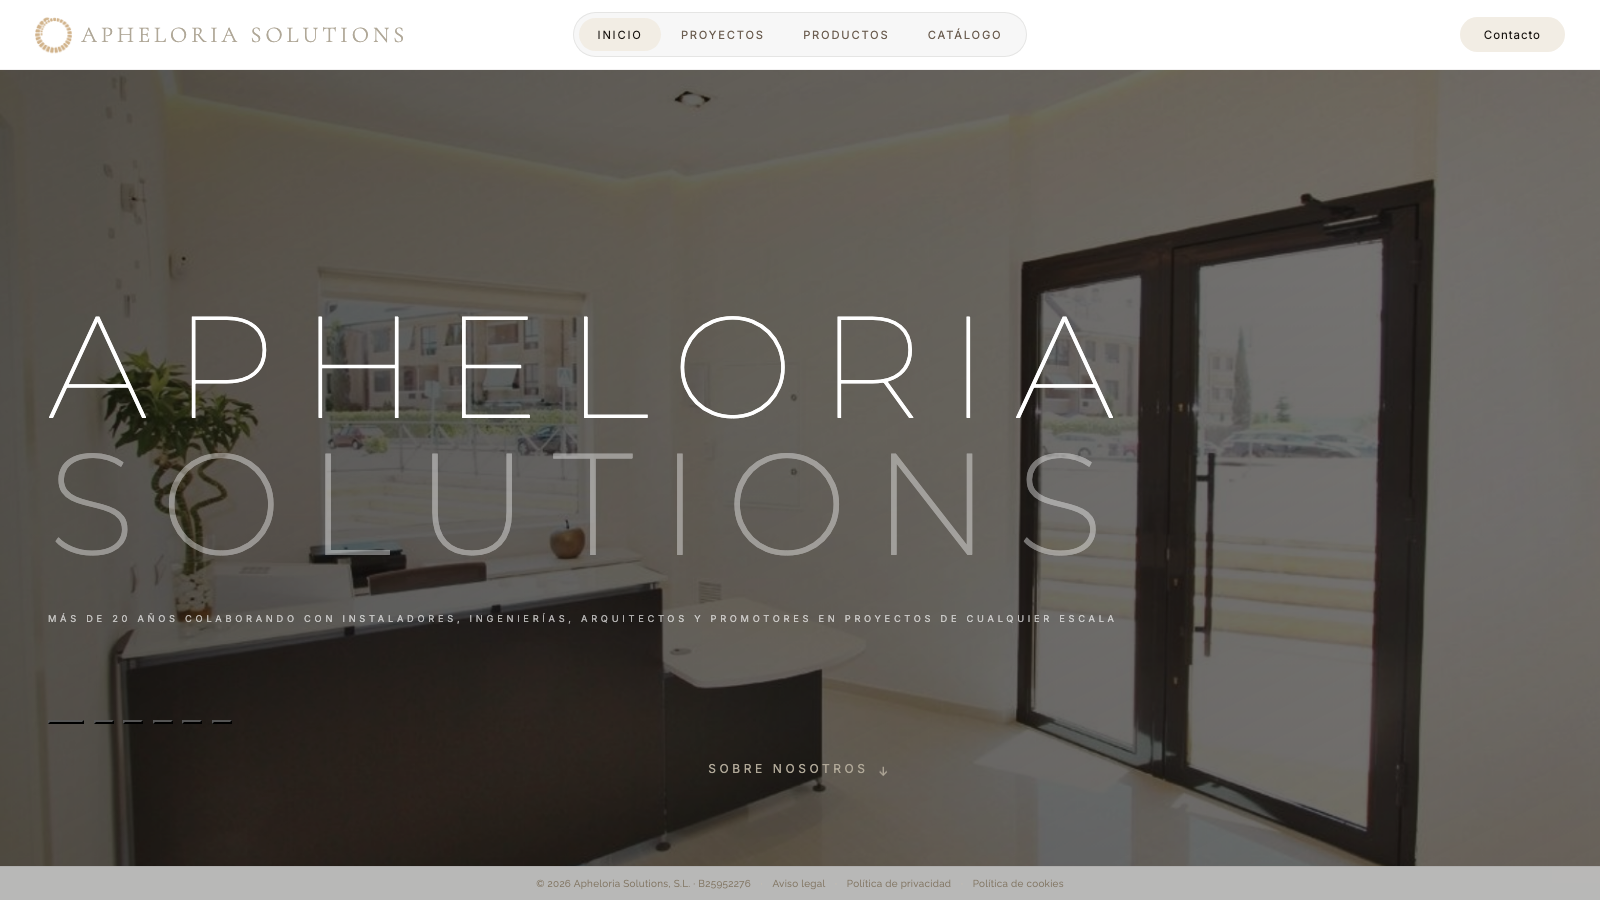 APHELORIA SOLUTIONS
INICIO
PROYECTOS
PRODUCTOS
CATÁLOGO
Contacto
APHELORIA
SOLUTIONS
MÁS DE 20 AÑOS COLABORANDO CON INSTALADORES, INGENIERÍAS, ARQUITECTOS Y PROMOTORES EN PROYECTOS DE CUALQUIER ESCALA
SOBRE NOSOTROS ↓
© 2026 Apheloria Solutions, S.L. · B25952276
Aviso legal
Política de privacidad
Política de cookies